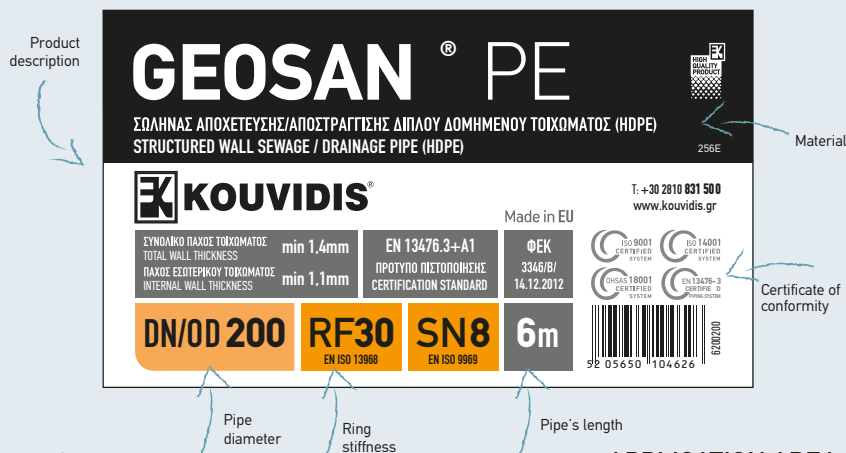 Product
description
GEOSAN ® PE
HIGH
QUALITY
PRODUCT
ΣΩΛΗΝΑΣ ΑΠΟΧΕΤΕΥΣΗΣ/ΑΠΟΣΤΡΑΓΓΙΣΗΣ ΔΙΠΛΟΥ ΔΟΜΗΜΕΝΟΥ ΤΟΙΧΩΜΑΤΟΣ (HDPE)
STRUCTURED WALL SEWAGE / DRAINAGE PIPE (HDPE)
256E
Material
KOUVIDIS®
Made in EU
T: +30 2810 831 500
www.kouvidis.gr
ΣΥΝΟΛΙΚΟ ΠΑΧΟΣ ΤΟΙΧΩΜΑΤΟΣ
TOTAL WALL THICKNESS
min 1,4mm
ΠΑΧΟΣ ΕΣΩΤΕΡΙΚΟΥ ΤΟΙΧΩΜΑΤΟΣ
INTERNAL WALL THICKNESS
min 1,1mm
EN 13476.3+A1
ΠΡΟΤΥΠΟ ΠΙΣΤΟΠΟΙΗΣΗΣ
CERTIFICATION STANDARD
ΦΕΚ
3346/Β/
14.12.2012
ISO 9001
CERTIFIED
SYSTEM
ISO 14001
CERTIFIED
SYSTEM
OHSAS 18001
CERTIFIED
SYSTEM
EN 13476-3
CERTIFIE D
PIPING SYSTEM
Certificate of
conformity
DN/OD 200
RF30
EN ISO 13968
SN8
EN ISO 9969
6m
52 05650 104626
6200200
Pipe
diameter
Ring
stiffness
Pipe's length
APPLICATION AREA